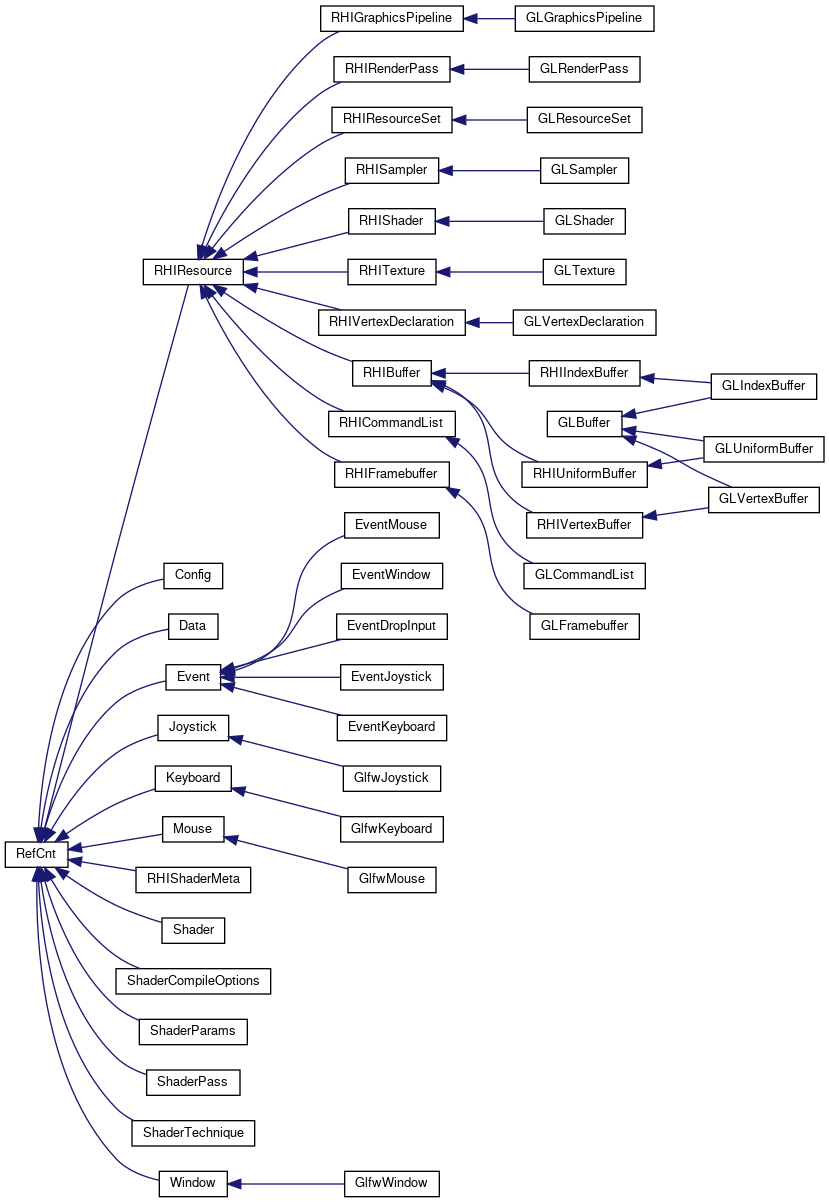 RHIGraphicsPipeline
GLGraphicsPipeline
RHIRenderPass
GLRenderPass
RHIResourceSet
GLResourceSet
RHISampler
GLSampler
RHIShader
GLShader
RHIResource
RHITexture
GLTexture
RHIVertexDeclaration
GLVertexDeclaration
RHIBuffer
RHIIndexBuffer
GLIndexBuffer
RHICommandList
GLBuffer
GLUniformBuffer
RHIFramebuffer
RHIUniformBuffer
GLVertexBuffer
EventMouse
RHIVertexBuffer
Config
EventWindow
GLCommandList
Data
EventDropInput
GLFramebuffer
Event
EventJoystick
Joystick
EventKeyboard
Keyboard
GlfwJoystick
Mouse
GlfwKeyboard
RefCnt
RHIShaderMeta
GlfwMouse
Shader
ShaderCompileOptions
ShaderParams
ShaderPass
ShaderTechnique
Window
GlfwWindow